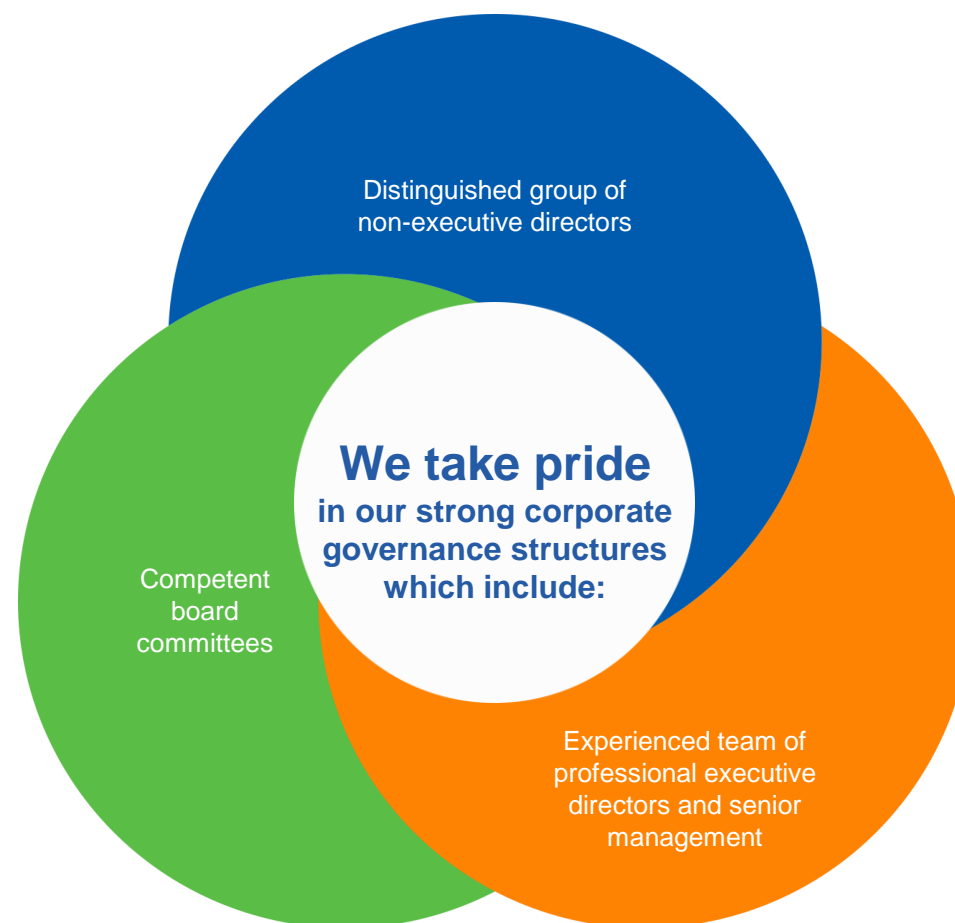 Distinguished group of
non-executive directors
We take pride
in our strong corporate
governance structures
which include:
Competent
board
committees
Experienced team of
professional executive
directors and senior
management